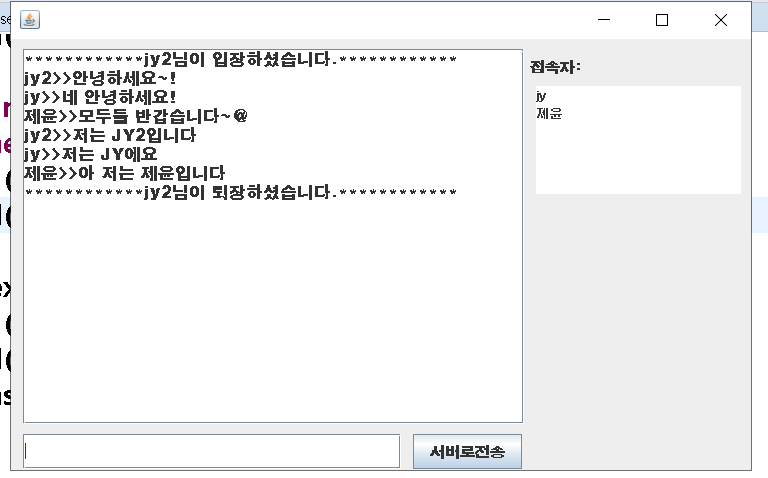 ************jy2님이 입장하셨습니다.************
jy2>>안녕하세요~!
jy>>네 안녕하세요!
제윤>>모두들 반갑습니다~@
jy2>>저는 JY2입니다
jy>>저는 JY에요
제윤>>아 저는 제윤입니다
************jy2님이 퇴장하셨습니다.************
접속자:
jy
제윤
서버로전송